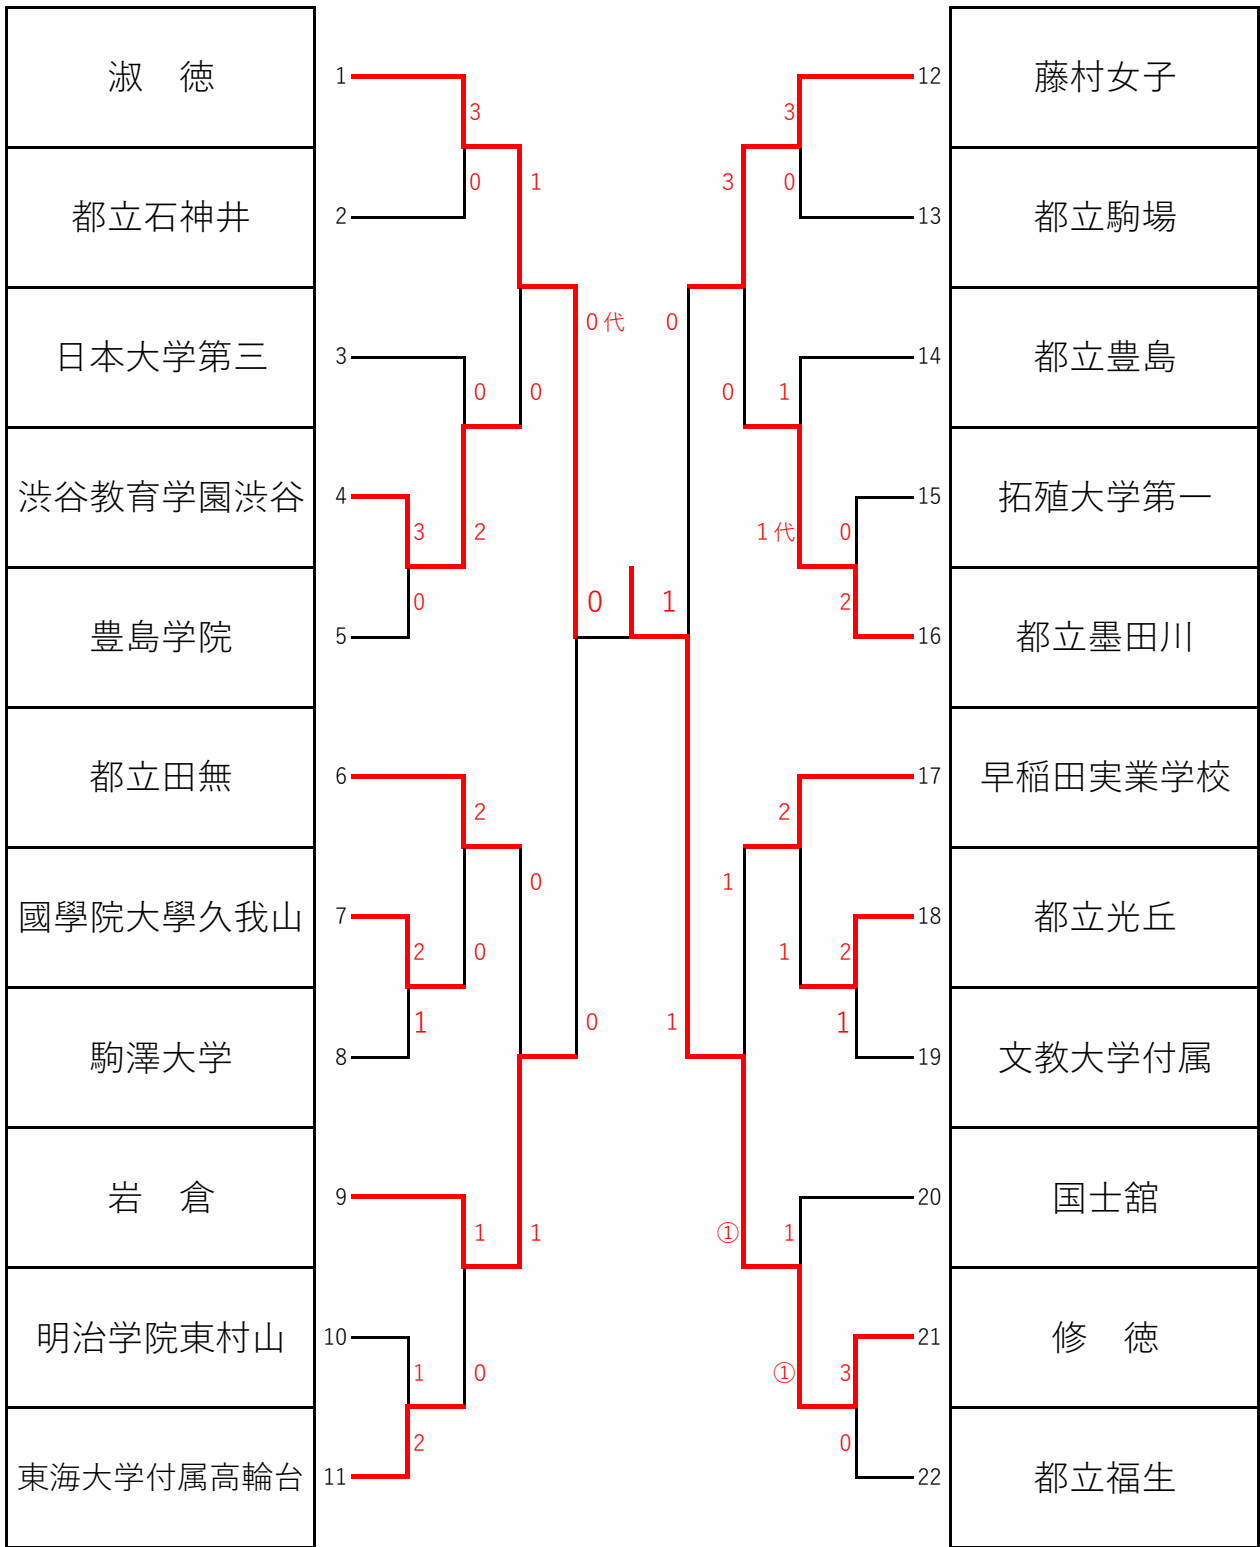 淑　徳
1
都立石神井
2
日本大学第三
3
渋谷教育学園渋谷
4
豊島学院
5
都立田無
6
國學院大學久我山
7
駒澤大学
8
岩　倉
9
明治学院東村山
10
東海大学付属高輪台
11
3
0
1
0
0
3
2
0
0代
0
2
0
2
0
1
0
1
1
1
0
2
0
1
0
1
3
3
0
0
1
1代
0
2
2
1
1
2
1
1
①
1
①
3
0
12
藤村女子
13
都立駒場
14
都立豊島
15
拓殖大学第一
16
都立墨田川
17
早稲田実業学校
18
都立光丘
19
文教大学付属
20
国士舘
21
修　徳
22
都立福生